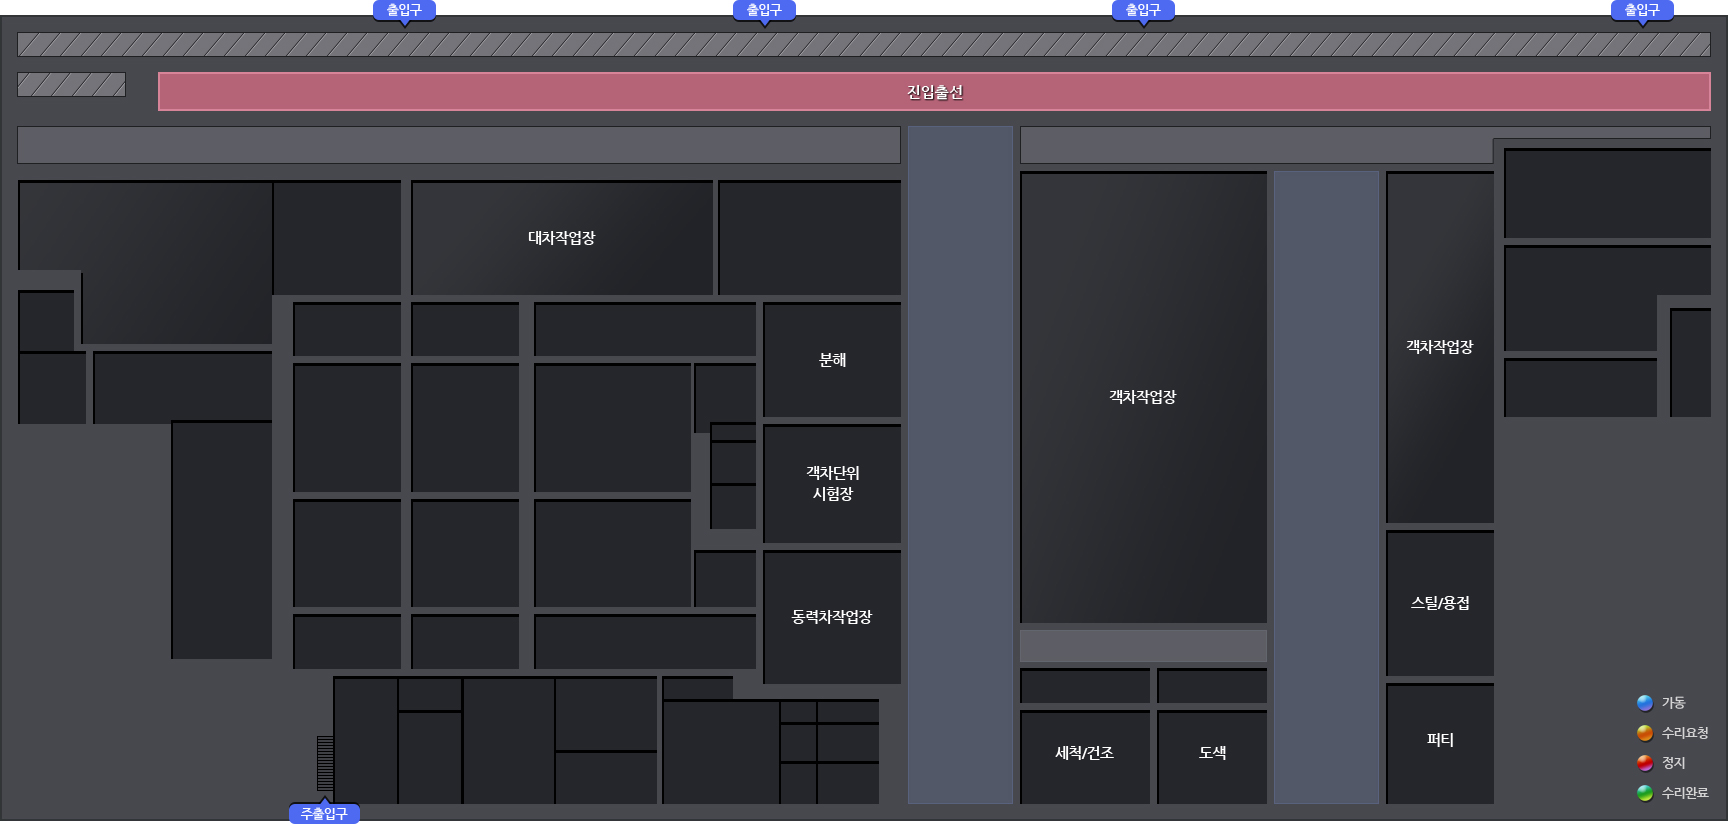 출입구
출입구
출입구
출입구
진입출선
대차작업장
분해
객차단위
시험장
동력차작업장
객차작업장
객차작업장
스틸/용접
세척/건조
도색
퍼티
가동
수리요청
정지
수리완료
주출입구